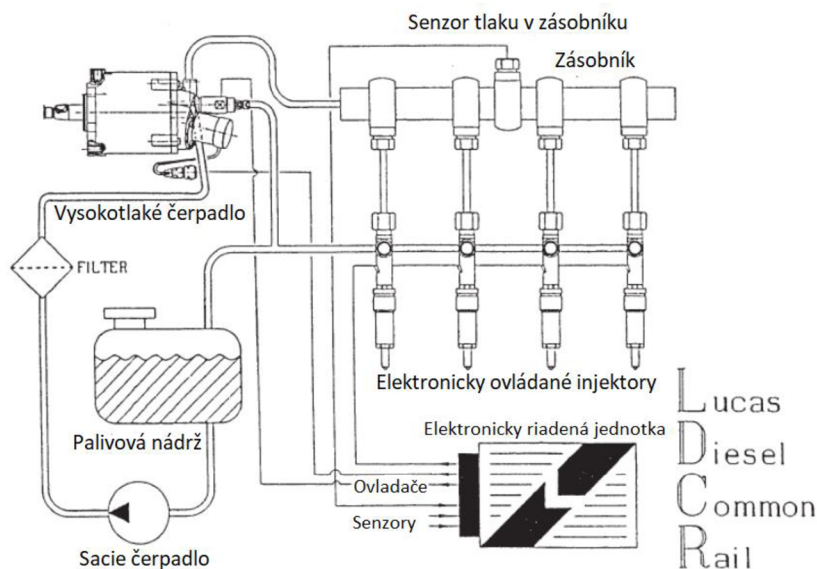 Senzor tlaku v zásobníku
Zásobník
Vysokotlaké čerpadlo
FILTER
Palivová nádrž
Sacie čerpadlo
Elektronicky ovládané injektory
Elektronicky riadená jednotka
Ovladače
Senzory
Lucas
Diesel
Common
Rail